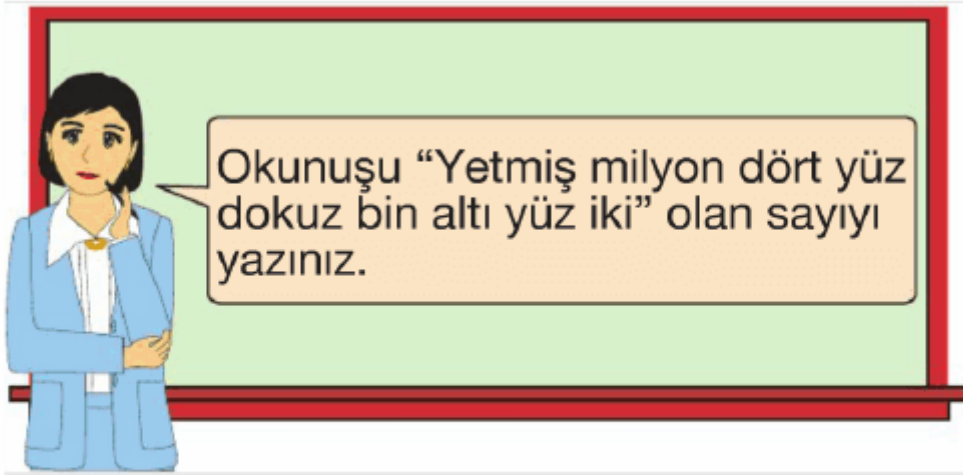 Okunuşu “Yetmiş milyon dört yüz
dokuz bin altı yüz iki” olan sayıyı
yazınız.